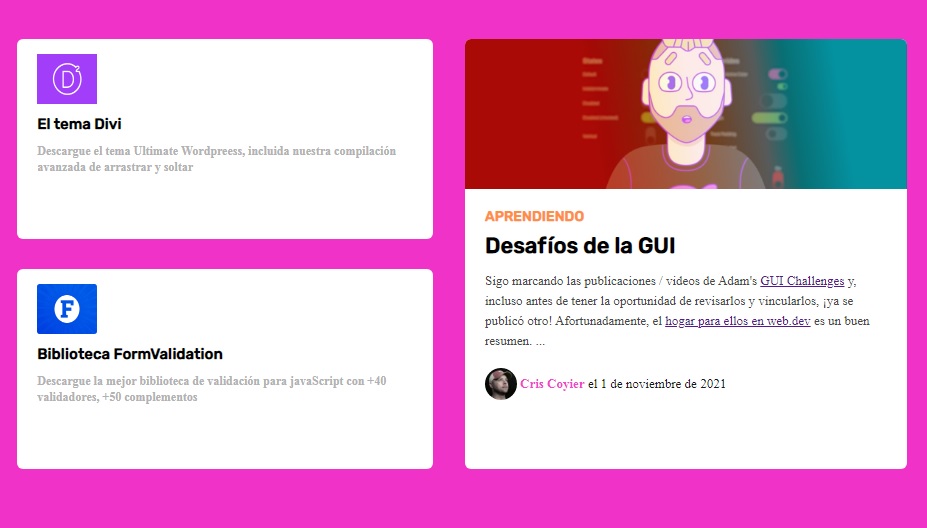 D
El tema Divi
Descargue el tema Ultimate Wordpreess, incluida nuestra compilación
avanzada de arrastrar y soltar
F
Biblioteca FormValidation
Descargue la mejor biblioteca de validación para javaScript con +40
validadores, +50 complementos
APRENDIENDO
Desafíos de la GUI
Sigo marcando las publicaciones / videos de Adam's GUI Challenges y,
incluso antes de tener la oportunidad de revisarlos y vincularlos, ¡ya se
publicó otro! Afortunadamente, el hogar para ellos en web.dev es un buen
resumen. ...
Cris Coyier el 1 de noviembre de 2021